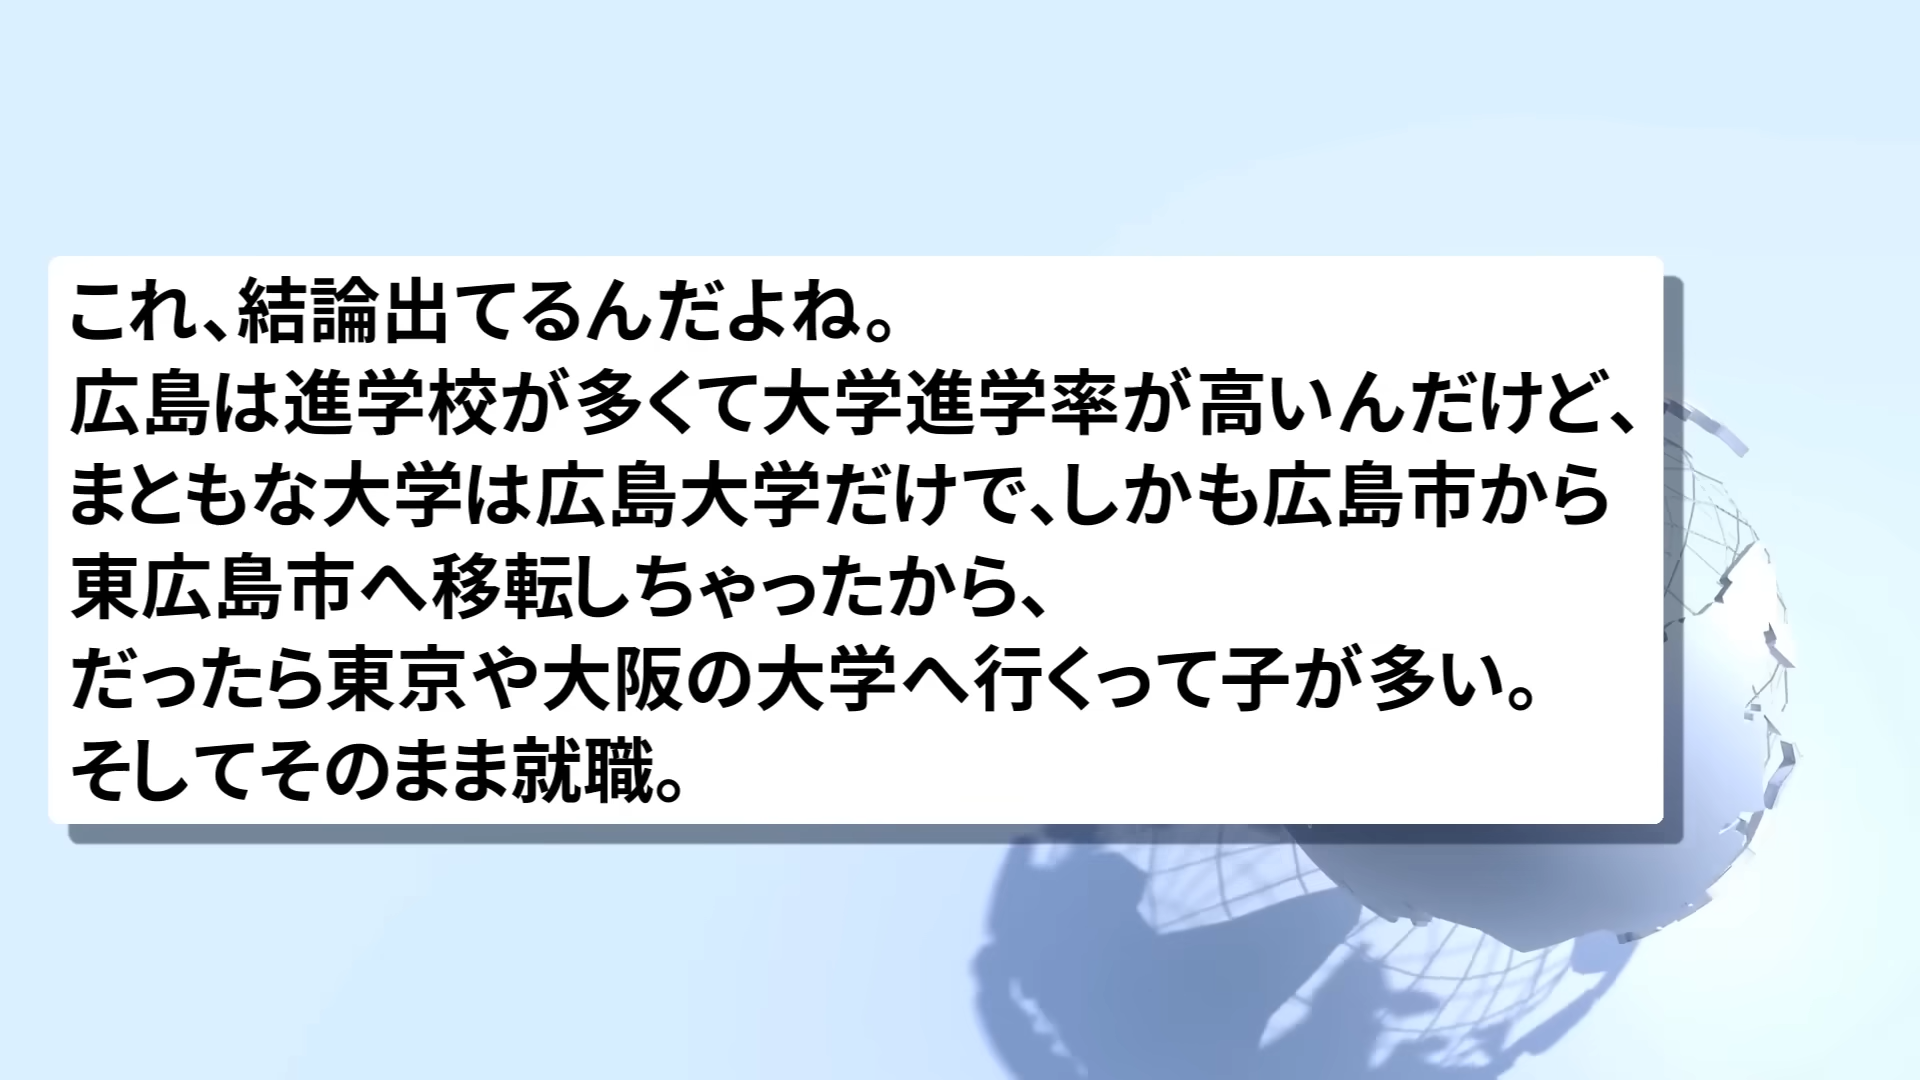 これ、結論出てるんだよね。
広島は進学校が多くて大学進学率が高いんだけど、
まともな大学は広島大学だけで、しかも広島市から
東広島市へ移転しちゃったから、
だったら東京や大阪の大学へ行くって子が多い。
そしてそのまま就職。